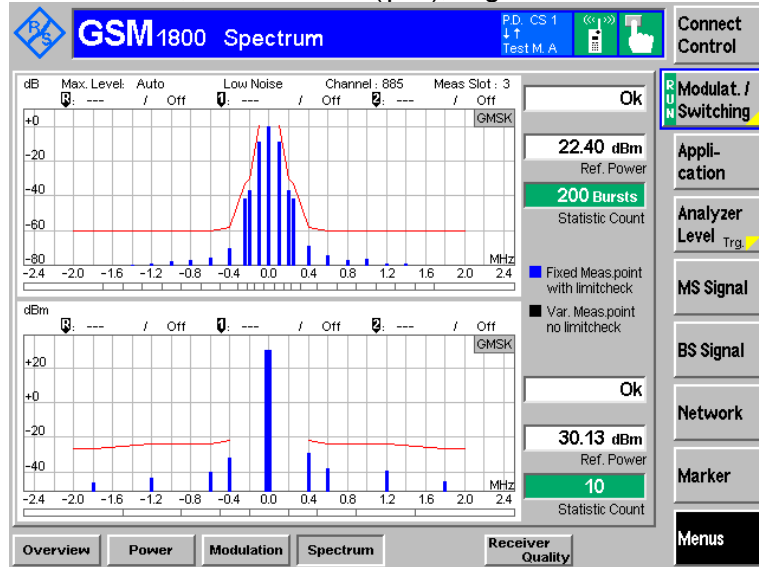 R&S
GSM 1800 Spectrum
P.D. CS 1
Test M. A
Connect Control
dB Max. Level: Auto Low Noise Channel : 885 Meas Slot : 3
R: --- / Off 1: --- / Off 2: --- / Off
GMSK
+0
-20
-40
-60
-80
MHz
-2.4 -2.0 -1.6 -1.2 -0.8 -0.4 0.0 0.4 0.8 1.2 1.6 2.0 2.4
Ok
22.40 dBm
Ref. Power
200 Bursts
Statistic Count
Fixed Meas.point
with limitcheck
Var. Meas.point
no limitcheck
dBm
R: --- / Off 1: --- / Off 2: --- / Off
GMSK
+20
+0
-20
-40
MHz
-2.4 -2.0 -1.6 -1.2 -0.8 -0.4 0.0 0.4 0.8 1.2 1.6 2.0 2.4
Ok
30.13 dBm
Ref. Power
10
Statistic Count
RUN
Modulat. /
Switching
Appli-
cation
Analyzer
Level Trg.
MS Signal
BS Signal
Network
Marker
Menus
Overview
Power
Modulation
Spectrum
Receiver
Quality